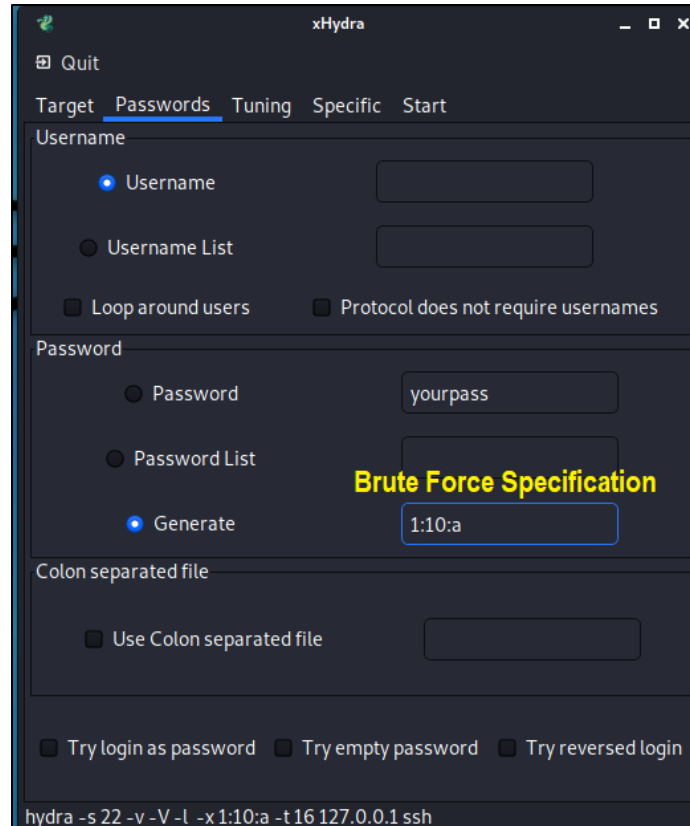 xHydra
Quit
Target Passwords Tuning Specific Start
Username
Username
Username List
Loop around users Protocol does not require usernames
Password
Password yourpass
Password List
Brute Force Specification
Generate 1:10:a
Colon separated file
Use Colon separated file
Try login as password Try empty password Try reversed login
hydra -s 22 -v -V -l -x 1:10:a -t 16 127.0.0.1 ssh